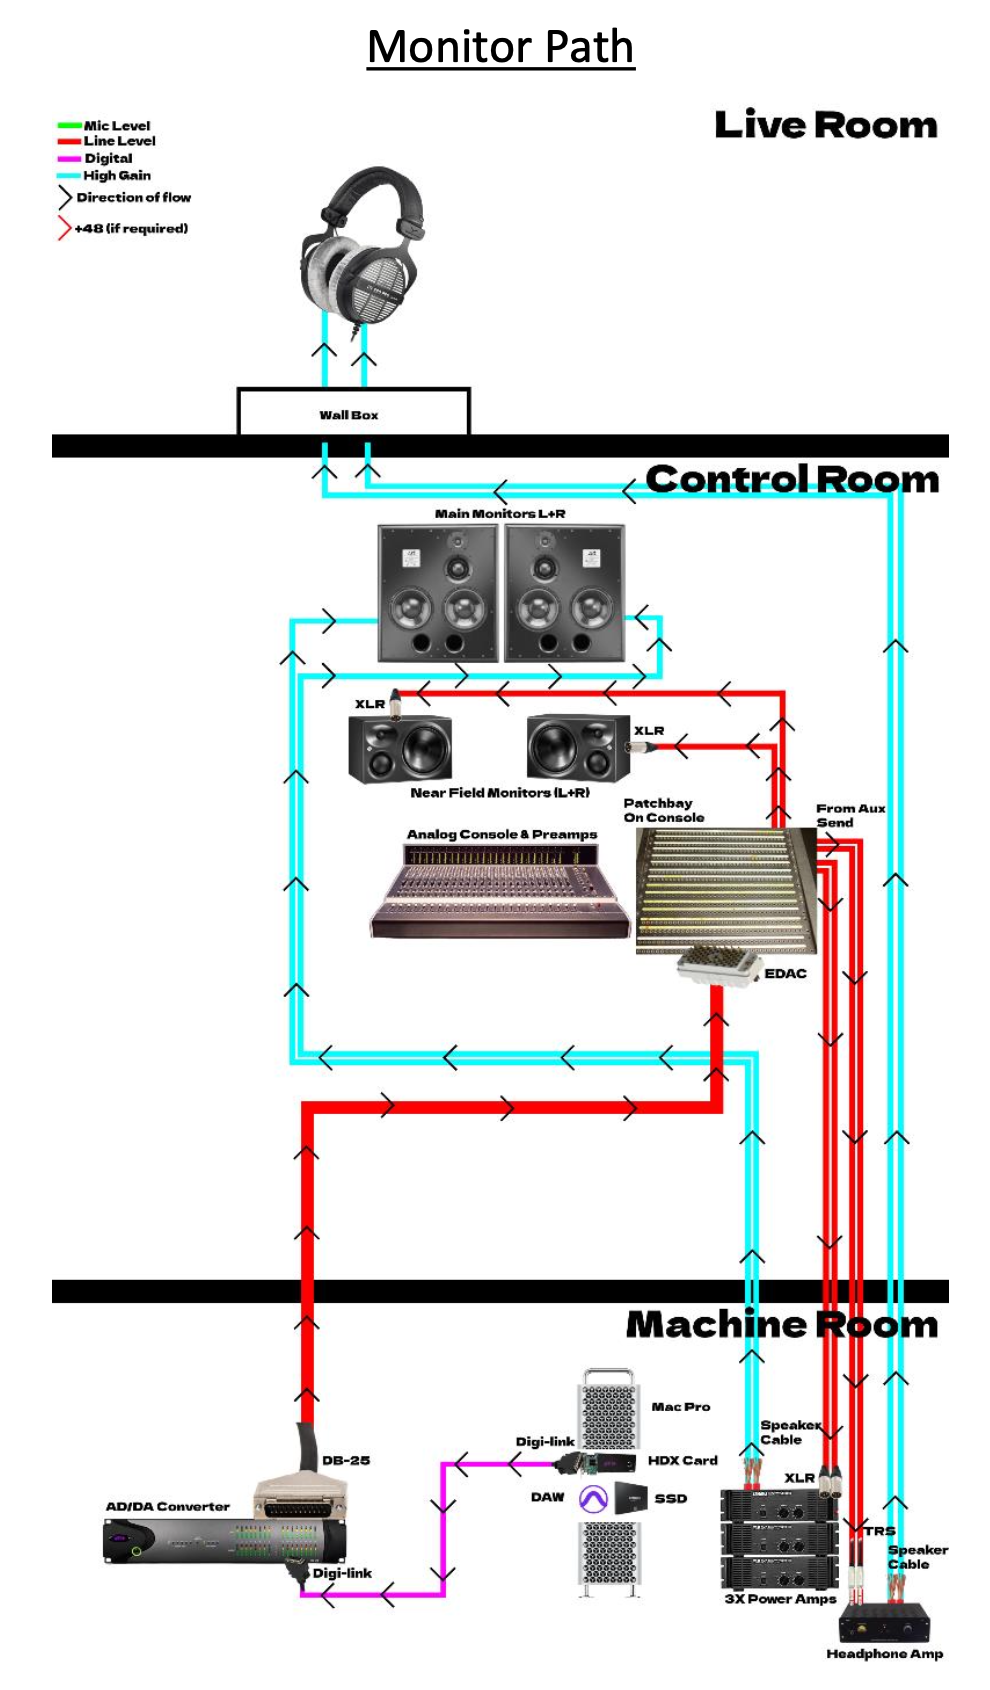 Monitor Path
Live Room
Mic Level
Line Level
Digital
High Gain
Direction of flow
+48 (if required)
Wall Box
Control Room
Main Monitors L+R
XLR
XLR
Near Field Monitors (L+R)
Patchbay
On Console
From Aux
Send
Analog Console & Preamps
EDAC
Machine Room
Mac Pro
Speaker
Cable
Digi-link
HDX Card
DB-25
XLR
DAW
SSD
AD/DA Converter
TRS
Speaker
Cable
Digi-link
3X Power Amps
Headphone Amp